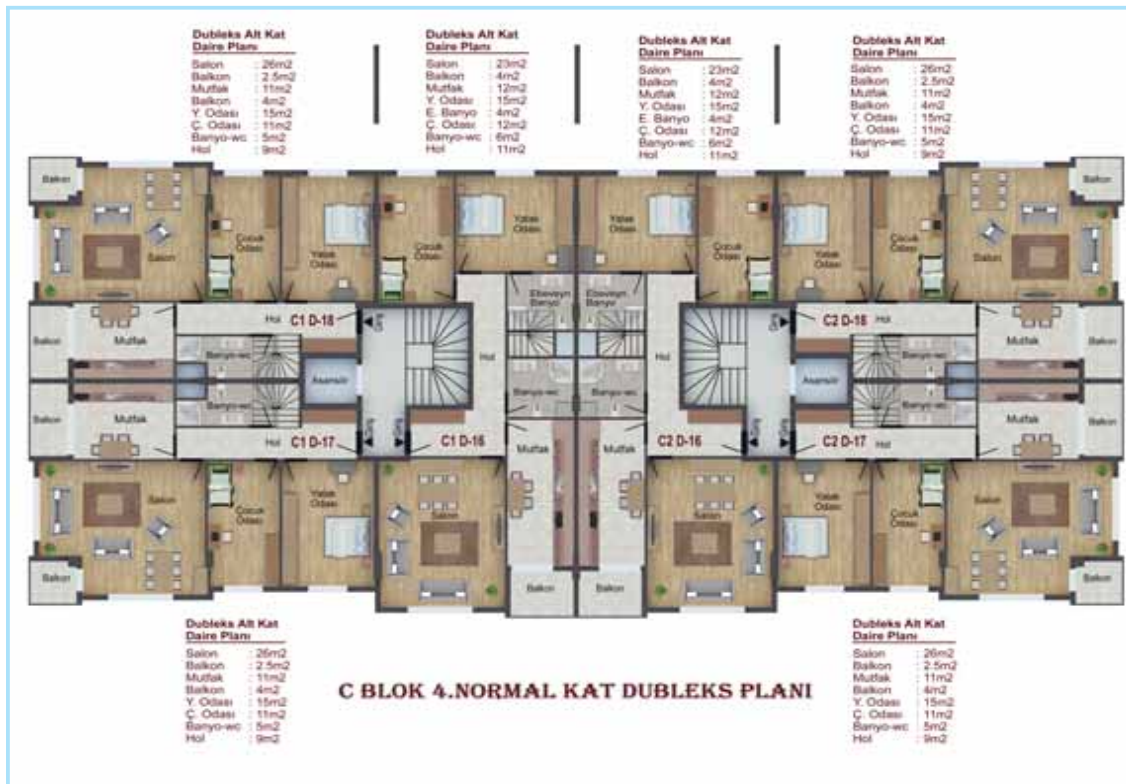 Dubleks Alt Kat
Daire Planı
Salon : 26m2
Balkon : 2.5m2
Mutfak : 11m2
Balkon : 4m2
Y. Odası : 15m2
Ç. Odası : 11m2
Banyo-wc : 5m2
Hol : 9m2
Dubleks Alt Kat
Daire Planı
Salon : 23m2
Balkon : 4m2
Mutfak : 12m2
Y. Odası : 15m2
E. Banyo : 4m2
Ç. Odası : 12m2
Banyo-wc : 6m2
Hol : 11m2
Dubleks Alt Kat
Daire Planı
Salon : 23m2
Balkon : 4m2
Mutfak : 12m2
Y. Odası : 15m2
E. Banyo : 4m2
Ç. Odası : 12m2
Banyo-wc : 6m2
Hol : 11m2
Dubleks Alt Kat
Daire Planı
Salon : 26m2
Balkon : 2.5m2
Mutfak : 11m2
Balkon : 4m2
Y. Odası : 15m2
Ç. Odası : 11m2
Banyo-wc : 5m2
Hol : 9m2
Balkon
Salon
Çocuk
Odası
Yatak
Odası
Çocuk
Odası
Yatak
Odası
Yatak
Odası
Çocuk
Odası
Yatak
Odası
Çocuk
Odası
Salon
Balkon
Ebeveyn
Banyo
Ebeveyn
Banyo
Balkon
Mutfak
Hol
C1 D-18
Giriş
Hol
Hol
Giriş
C2 D-18
Hol
Mutfak
Balkon
Banyo-wc
Asansör
Banyo-wc
Banyo-wc
Asansör
Banyo-wc
Balkon
Mutfak
Banyo-wc
Hol
C1 D-17
Giriş
C1 D-16
Mutfak
Mutfak
C2 D-16
Giriş
C2 D-17
Hol
Banyo-wc
Mutfak
Balkon
Salon
Çocuk
Odası
Yatak
Odası
Salon
Salon
Yatak
Odası
Çocuk
Odası
Salon
Balkon
Balkon
Balkon
Balkon
Dubleks Alt Kat
Daire Planı
Salon : 26m2
Balkon : 2.5m2
Mutfak : 11m2
Balkon : 4m2
Y. Odası : 15m2
Ç. Odası : 11m2
Banyo-wc : 5m2
Hol : 9m2
C BLOK 4.NORMAL KAT DUBLEKS PLANI
Dubleks Alt Kat
Daire Planı
Salon : 26m2
Balkon : 2.5m2
Mutfak : 11m2
Balkon : 4m2
Y. Odası : 15m2
Ç. Odası : 11m2
Banyo-wc : 5m2
Hol : 9m2